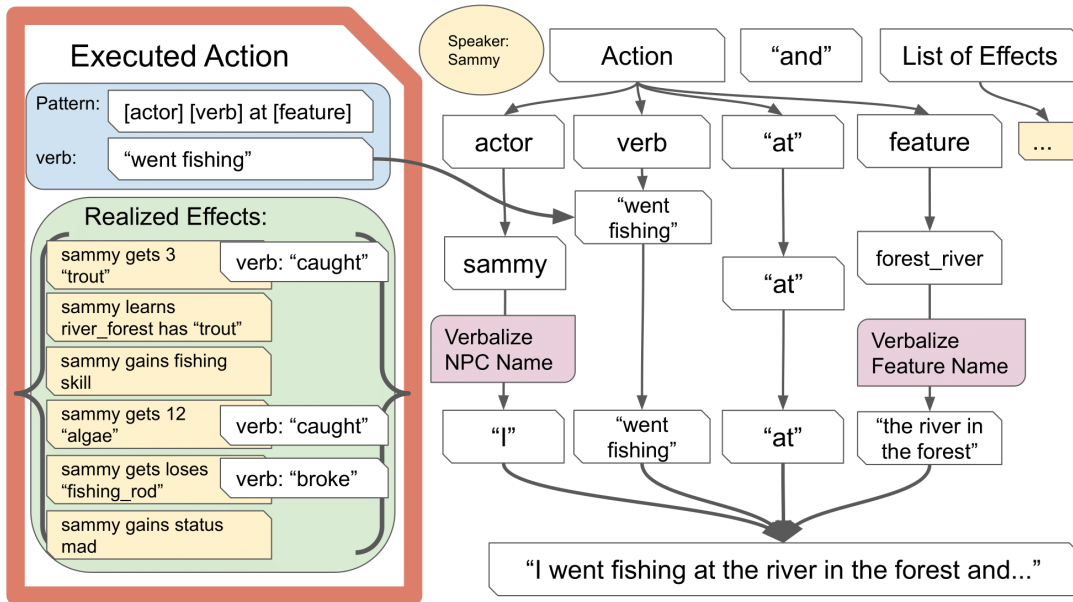 Executed Action
Pattern:
[actor] [verb] at [feature]
verb:
“went fishing”
Realized Effects:
sammy gets 3
“trout”
verb: “caught”
sammy learns
river_forest has “trout”
sammy gains fishing
skill
sammy gets 12
“algae”
verb: “caught”
sammy gets loses
“fishing_rod”
verb: “broke”
sammy gains status
mad
Speaker:
Sammy
Action
“and”
List of Effects
actor
verb
“at”
feature
...
“went
fishing”
sammy
“at”
forest_river
Verbalize
NPC Name
Verbalize
Feature Name
“I”
“went
fishing”
“at”
“the river in
the forest”
“I went fishing at the river in the forest and...”